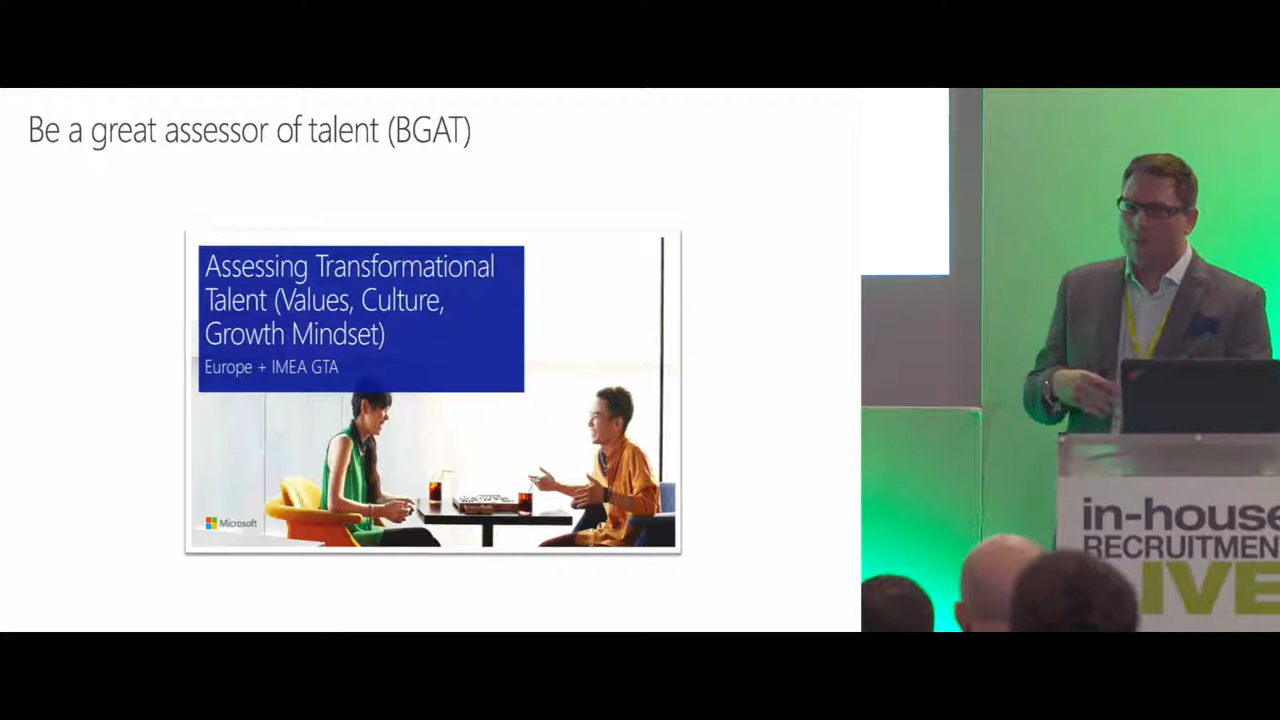 Be a great assessor of talent (BGAT)
Assessing Transformational
Talent (Values, Culture,
Growth Mindset)
Europe + IMEA GTA
Microsoft
in-house
RECRUITMEN
IVE